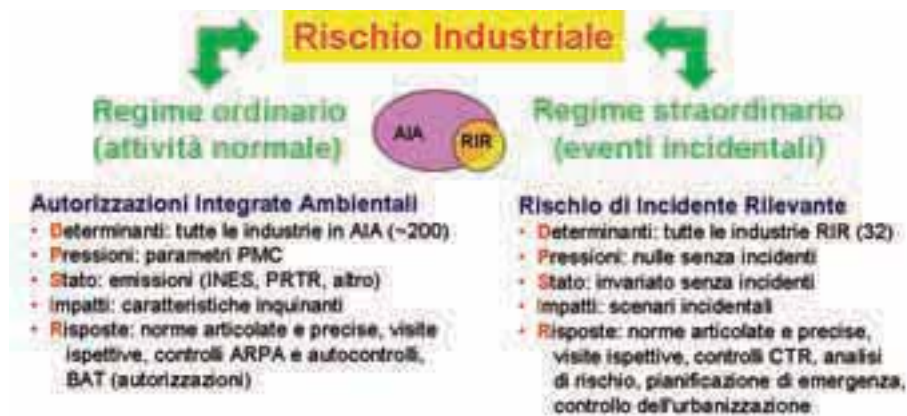 Rischio Industriale
Regime ordinario
(attività normale)
AIA
RIR
Regime straordinario
(eventi incidentali)
Autorizzazioni Integrate Ambientali
• Determinanti: tutte le industrie in AIA (~200)
• Pressioni: parametri PMC
• Stato: emissioni (INES, PRTR, altro)
• Impatti: caratteristiche inquinanti
• Risposte: norme articolate e precise, visite
ispettive, controlli ARPA e autocontrolli,
BAT (autorizzazioni)
Rischio di Incidente Rilevante
• Determinanti: tutte le industrie RIR (32)
• Pressioni: nulle senza incidenti
• Stato: invariato senza incidenti
• Impatti: scenari incidentali
• Risposte: norme articolate e precise,
visite ispettive, controlli CTR, analisi
di rischio, pianificazione di emergenza,
controllo dell'urbanizzazione